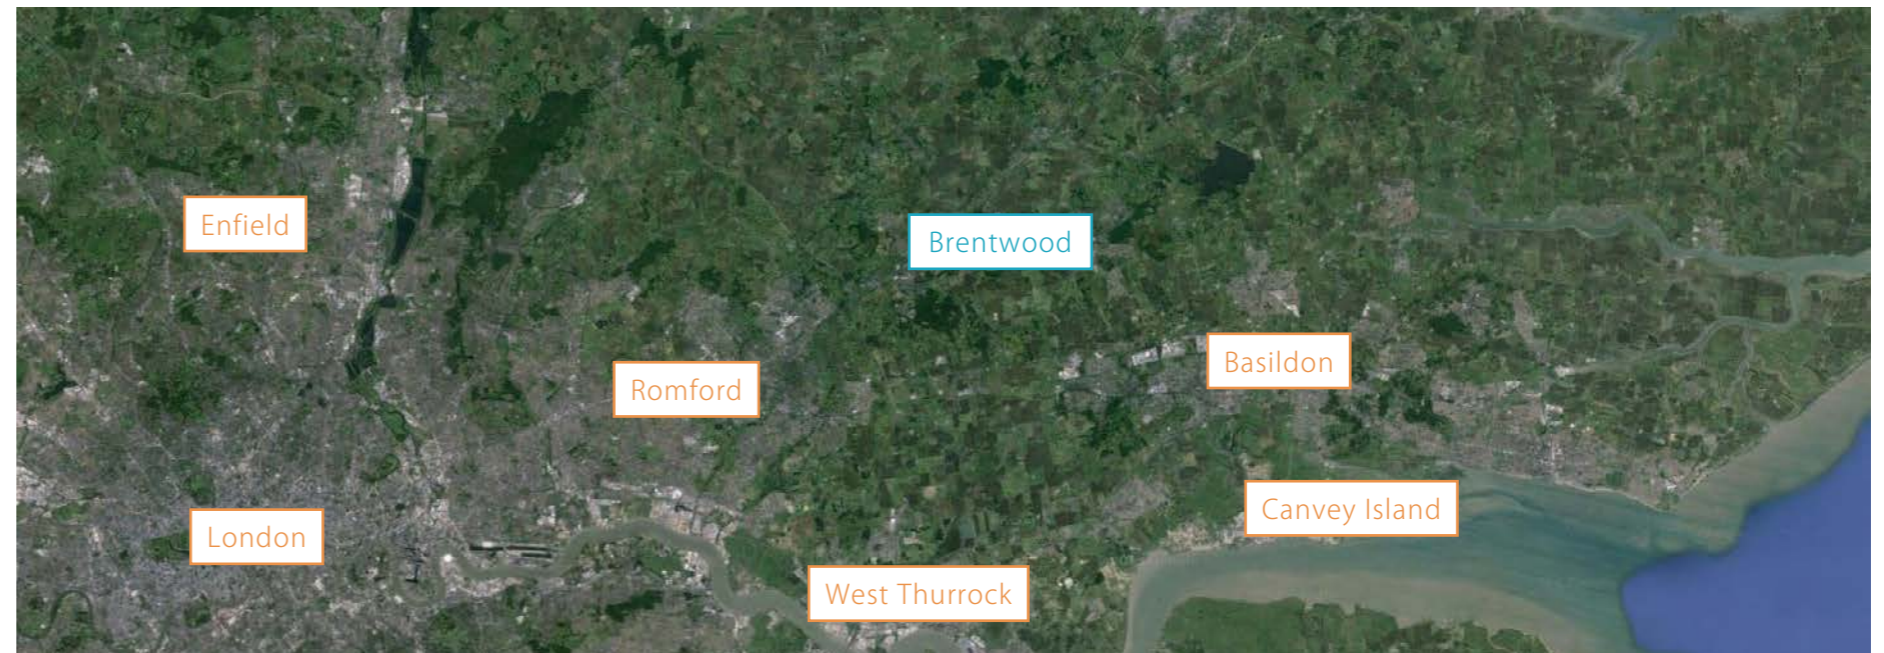 Enfield
Brentwood
Basildon
Romford
Canvey Island
London
West Thurrock